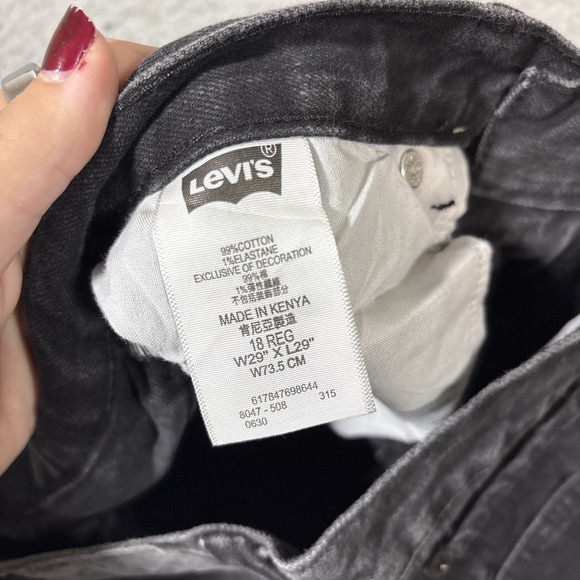 Levi's®
99%COTTON
1%ELASTANE
EXCLUSIVE OF DECORATION
99% 棉
1% 彈性纖維
不包括裝飾部分
MADE IN KENYA
肯尼亞製造
18 REG
W29" X L29"
W73.5 CM
617847698644
8047 - 508 315
0630